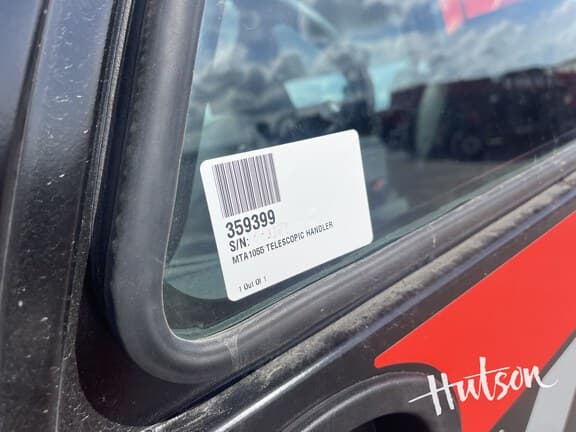 359399
S/N:
MTA1055 TELESCOPIC HANDLER
1 Out Of 1
Hutson